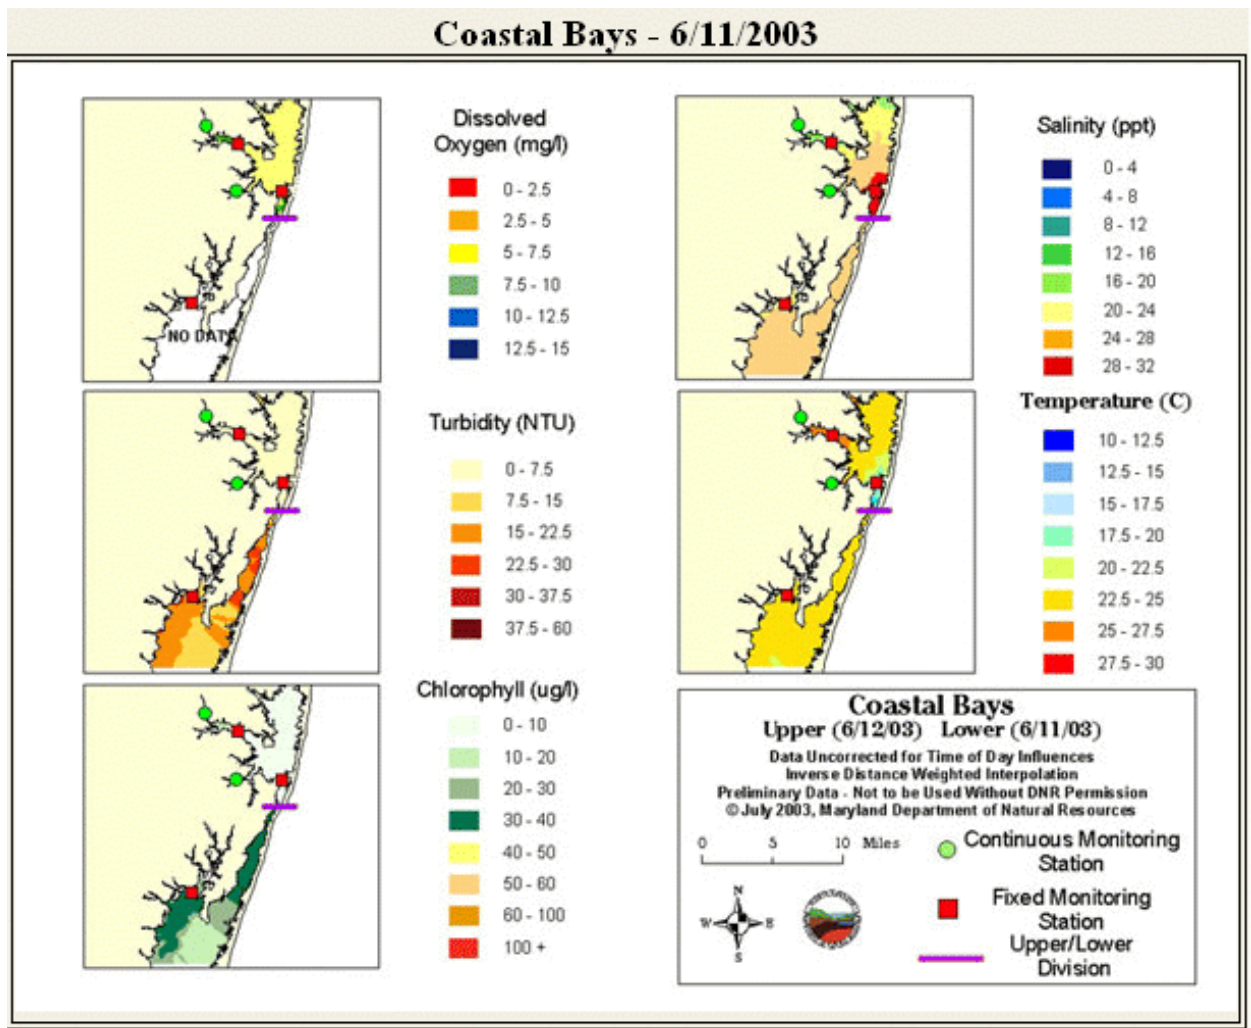 Coastal Bays - 6/11/2003
Dissolved
Oxygen (mg/l)
0 - 2.5
2.5 - 5
5 - 7.5
7.5 - 10
10 - 12.5
12.5 - 15
NO DATA
Salinity (ppt)
0 - 4
4 - 8
8 - 12
12 - 16
16 - 20
20 - 24
24 - 28
28 - 32
Turbidity (NTU)
0 - 7.5
7.5 - 15
15 - 22.5
22.5 - 30
30 - 37.5
37.5 - 60
Temperature (C)
10 - 12.5
12.5 - 15
15 - 17.5
17.5 - 20
20 - 22.5
22.5 - 25
25 - 27.5
27.5 - 30
Chlorophyll (ug/l)
0 - 10
10 - 20
20 - 30
30 - 40
40 - 50
50 - 60
60 - 100
100 +
Coastal Bays
Upper (6/12/03) Lower (6/11/03)
Data Uncorrected for Time of Day Influences
Inverse Distance Weighted Interpolation
Preliminary Data - Not to be Used Without DNR Permission
© July 2003, Maryland Department of Natural Resources
0 5 10 Miles
N
W E
S
Continuous Monitoring
Station
Fixed Monitoring
Station
Upper/Lower
Division